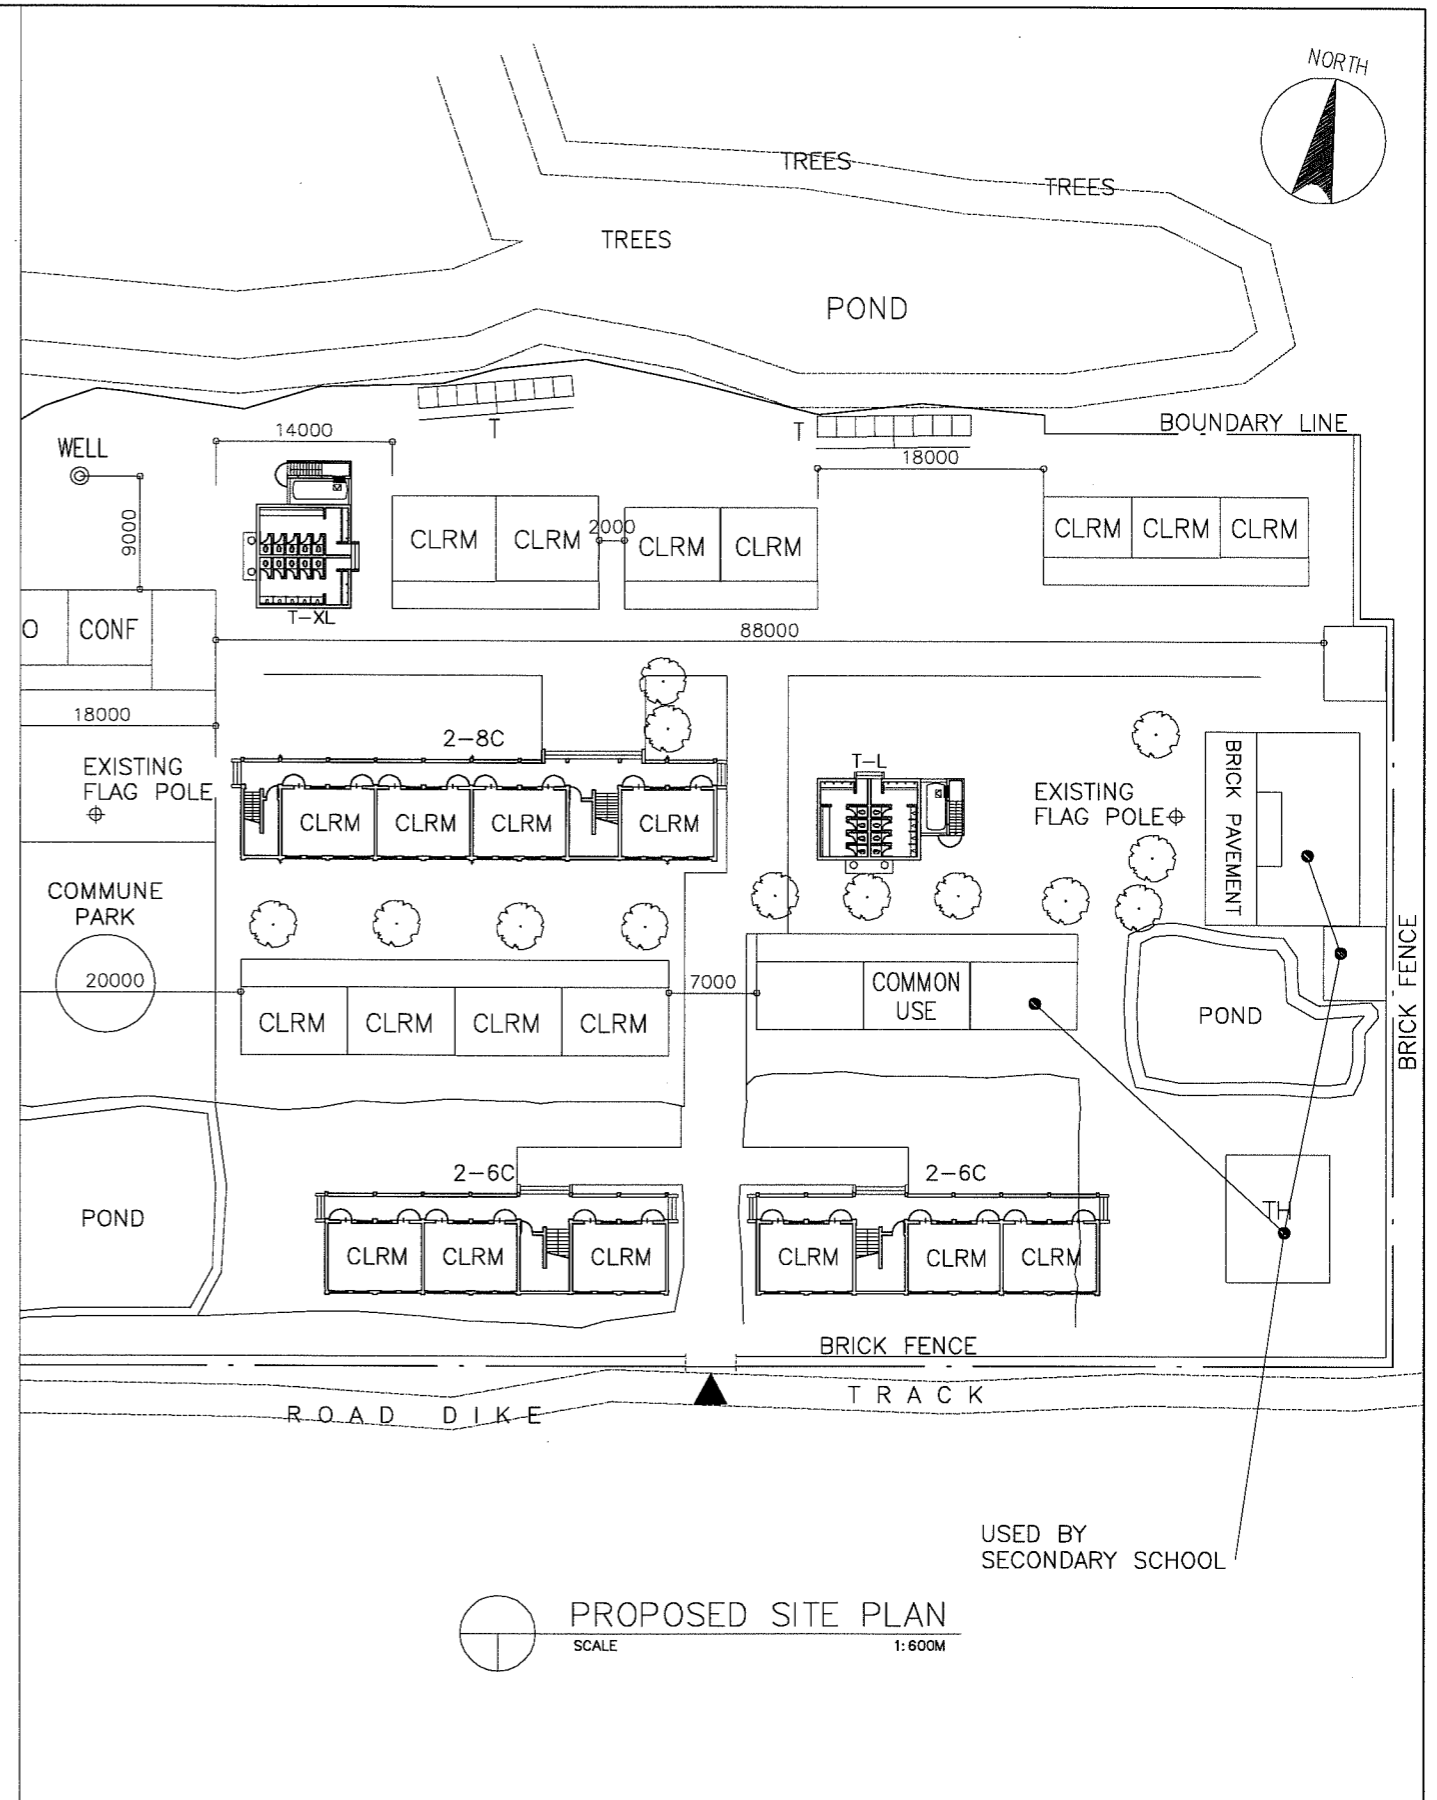 NORTH
TREES
TREES
TREES
POND
BOUNDARY LINE
T
T
14000
WELL
18000
9000
CLRM
CLRM
2000
CLRM
CLRM
CLRM
CLRM
CLRM
T-XL
O
CONF
88000
18000
2-8C
EXISTING
FLAG POLE
T-L
EXISTING
FLAG POLE
BRICK PAVEMENT
CLRM
CLRM
CLRM
CLRM
COMMUNE
PARK
20000
7000
COMMON
USE
CLRM
CLRM
CLRM
CLRM
POND
BRICK FENCE
2-6C
2-6C
POND
TH
CLRM
CLRM
CLRM
CLRM
CLRM
CLRM
BRICK FENCE
TRACK
ROAD DIKE
USED BY
SECONDARY SCHOOL
PROPOSED SITE PLAN
SCALE 1:600M